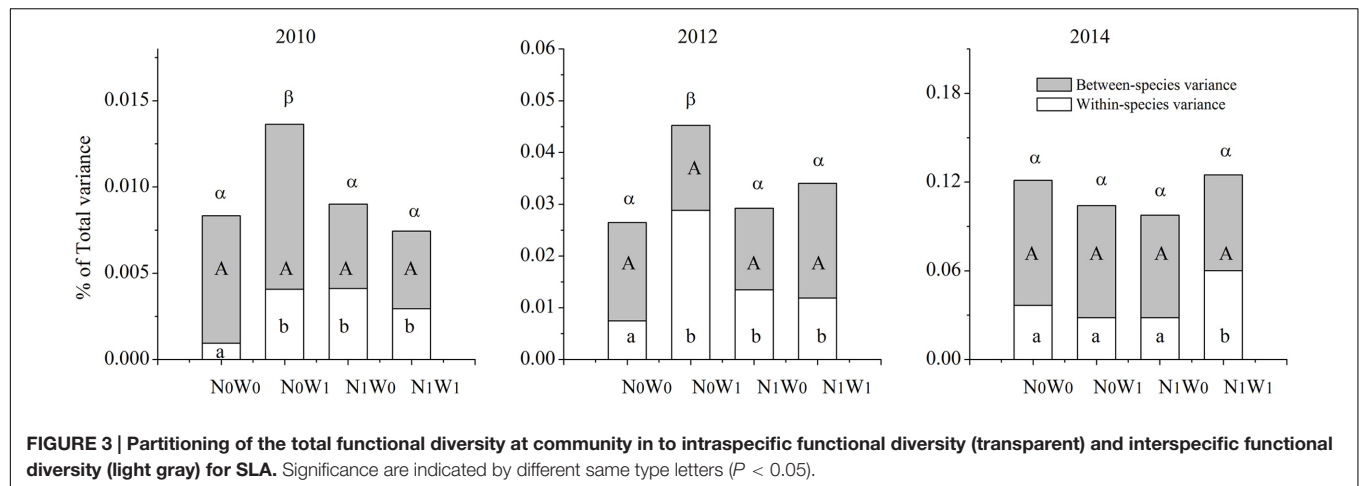 2010
2012
2014
% of Total variance
0.015
0.010
0.005
0.000
β
α
α
α
A
A
A
A
a
b
b
b
N0W0 N0W1 N1W0 N1W1
0.06
0.05
0.04
0.03
0.02
0.01
0.00
β
α
α
α
A
A
A
A
a
b
b
b
N0W0 N0W1 N1W0 N1W1
0.18
0.12
0.06
0.00
Between-species variance
Within-species variance
α
α
α
α
A
A
A
A
a
a
a
b
N0W0 N0W1 N1W0 N1W1
FIGURE 3 | Partitioning of the total functional diversity at community in to intraspecific functional diversity (transparent) and interspecific functional
diversity (light gray) for SLA. Significance are indicated by different same type letters (P < 0.05).